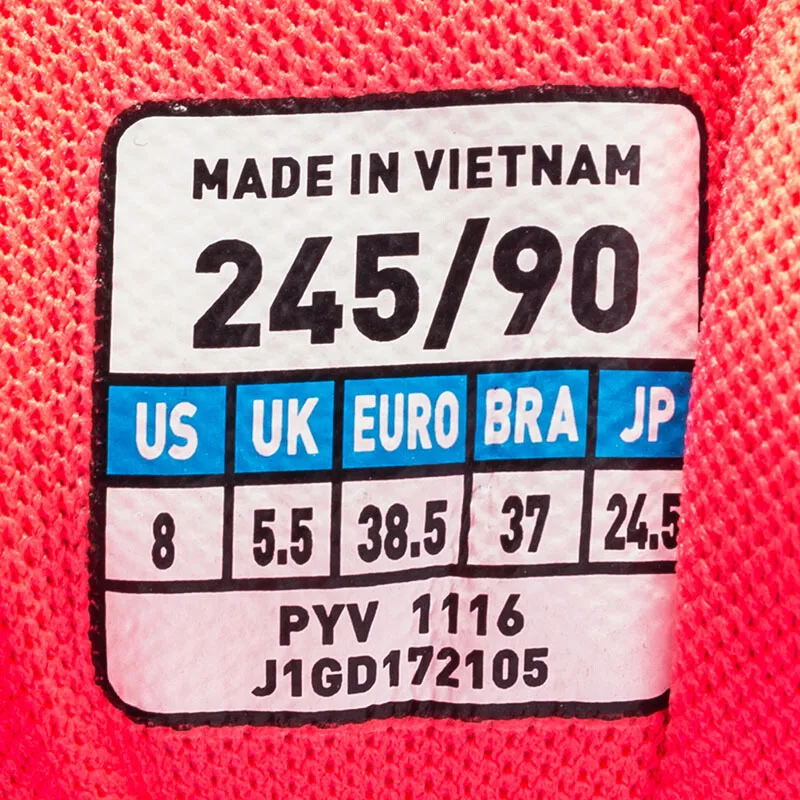 MADE IN VIETNAM
245/90
US UK EURO BRA JP
8 5.5 38.5 37 24.5
PYV 1116
J1GD172105